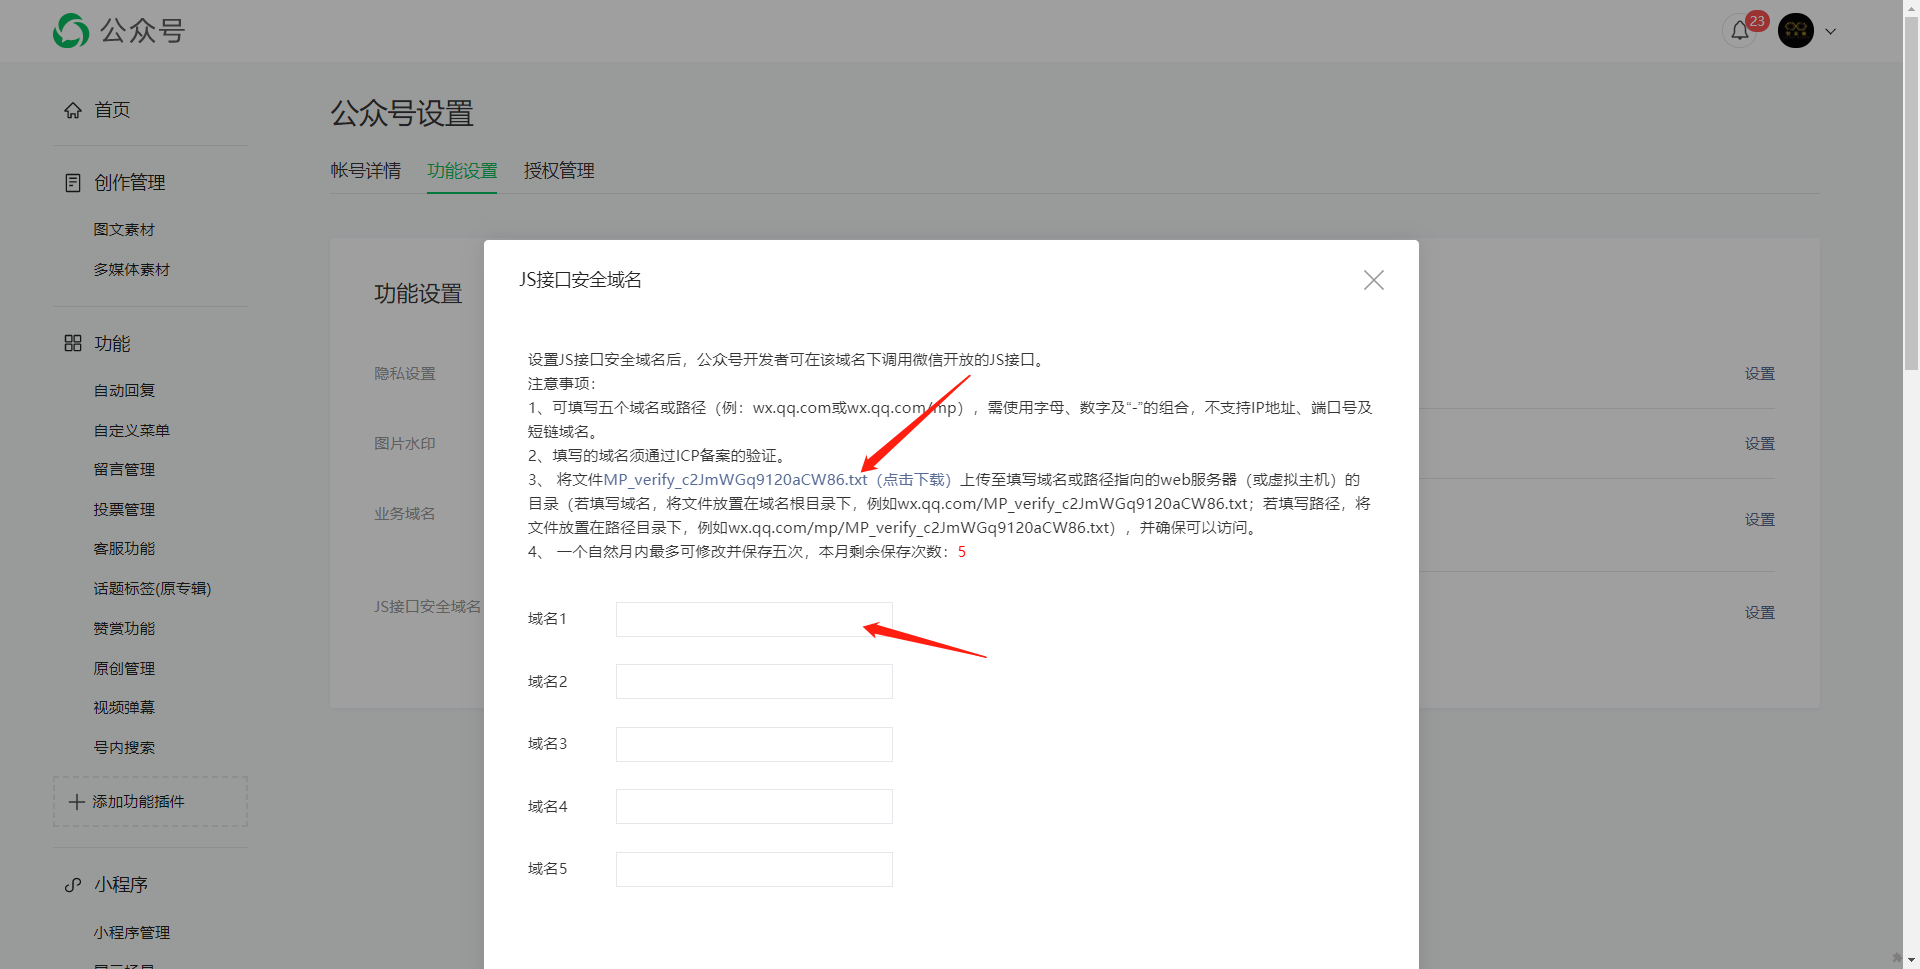 公众号
23
首页
创作管理
图文素材
多媒体素材
功能
自动回复
自定义菜单
留言管理
投票管理
客服功能
话题标签(原专辑)
赞赏功能
原创管理
视频弹幕
号内搜索
添加功能插件
小程序
小程序管理
公众号设置
帐号详情 功能设置 授权管理
功能设置
隐私设置 设置
图片水印 设置
业务域名 设置
JS接口安全域名 设置
JS接口安全域名
设置JS接口安全域名后，公众号开发者可在该域名下调用微信开放的JS接口。
注意事项：
1、可填写五个域名或路径（例：wx.qq.com或wx.qq.com/mp），需使用字母、数字及“-”的组合，不支持IP地址、端口号及
短链域名。
2、填写的域名须通过ICP备案的验证。
3、 将文件MP_verify_c2JmWGq9120aCW86.txt（点击下载）上传至填写域名或路径指向的web服务器（或虚拟主机）的
目录（若填写域名，将文件放置在域名根目录下，例如wx.qq.com/MP_verify_c2JmWGq9120aCW86.txt；若填写路径，将
文件放置在路径目录下，例如wx.qq.com/mp/MP_verify_c2JmWGq9120aCW86.txt），并确保可以访问。
4、 一个自然月内最多可修改并保存五次，本月剩余保存次数：5
域名1
域名2
域名3
域名4
域名5